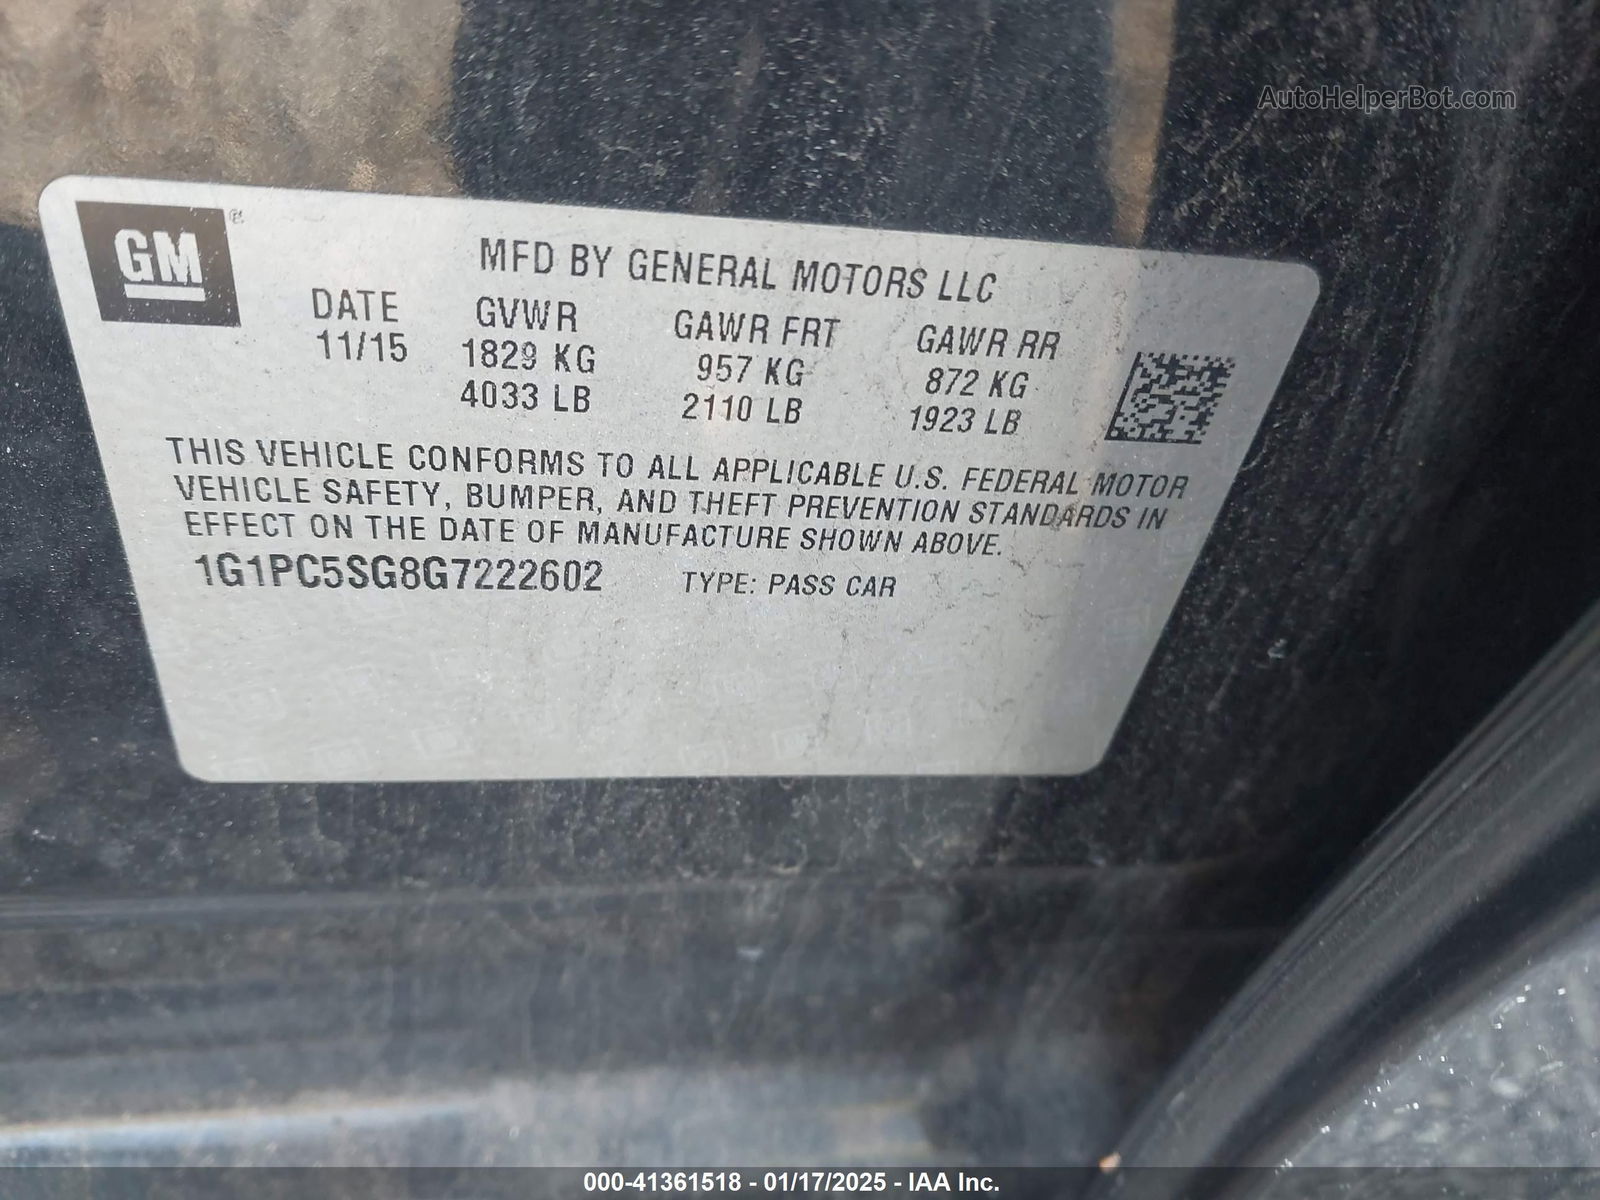 AutoHelperBot.com
GM ®
MFD BY GENERAL MOTORS LLC
DATE GVWR GAWR FRT GAWR RR
11/15 1829 KG 957 KG 872 KG
4033 LB 2110 LB 1923 LB
THIS VEHICLE CONFORMS TO ALL APPLICABLE U.S. FEDERAL MOTOR
VEHICLE SAFETY, BUMPER, AND THEFT PREVENTION STANDARDS IN
EFFECT ON THE DATE OF MANUFACTURE SHOWN ABOVE.
1G1PC5SG8G7222602 TYPE: PASS CAR
000-41361518 - 01/17/2025 - IAA Inc.